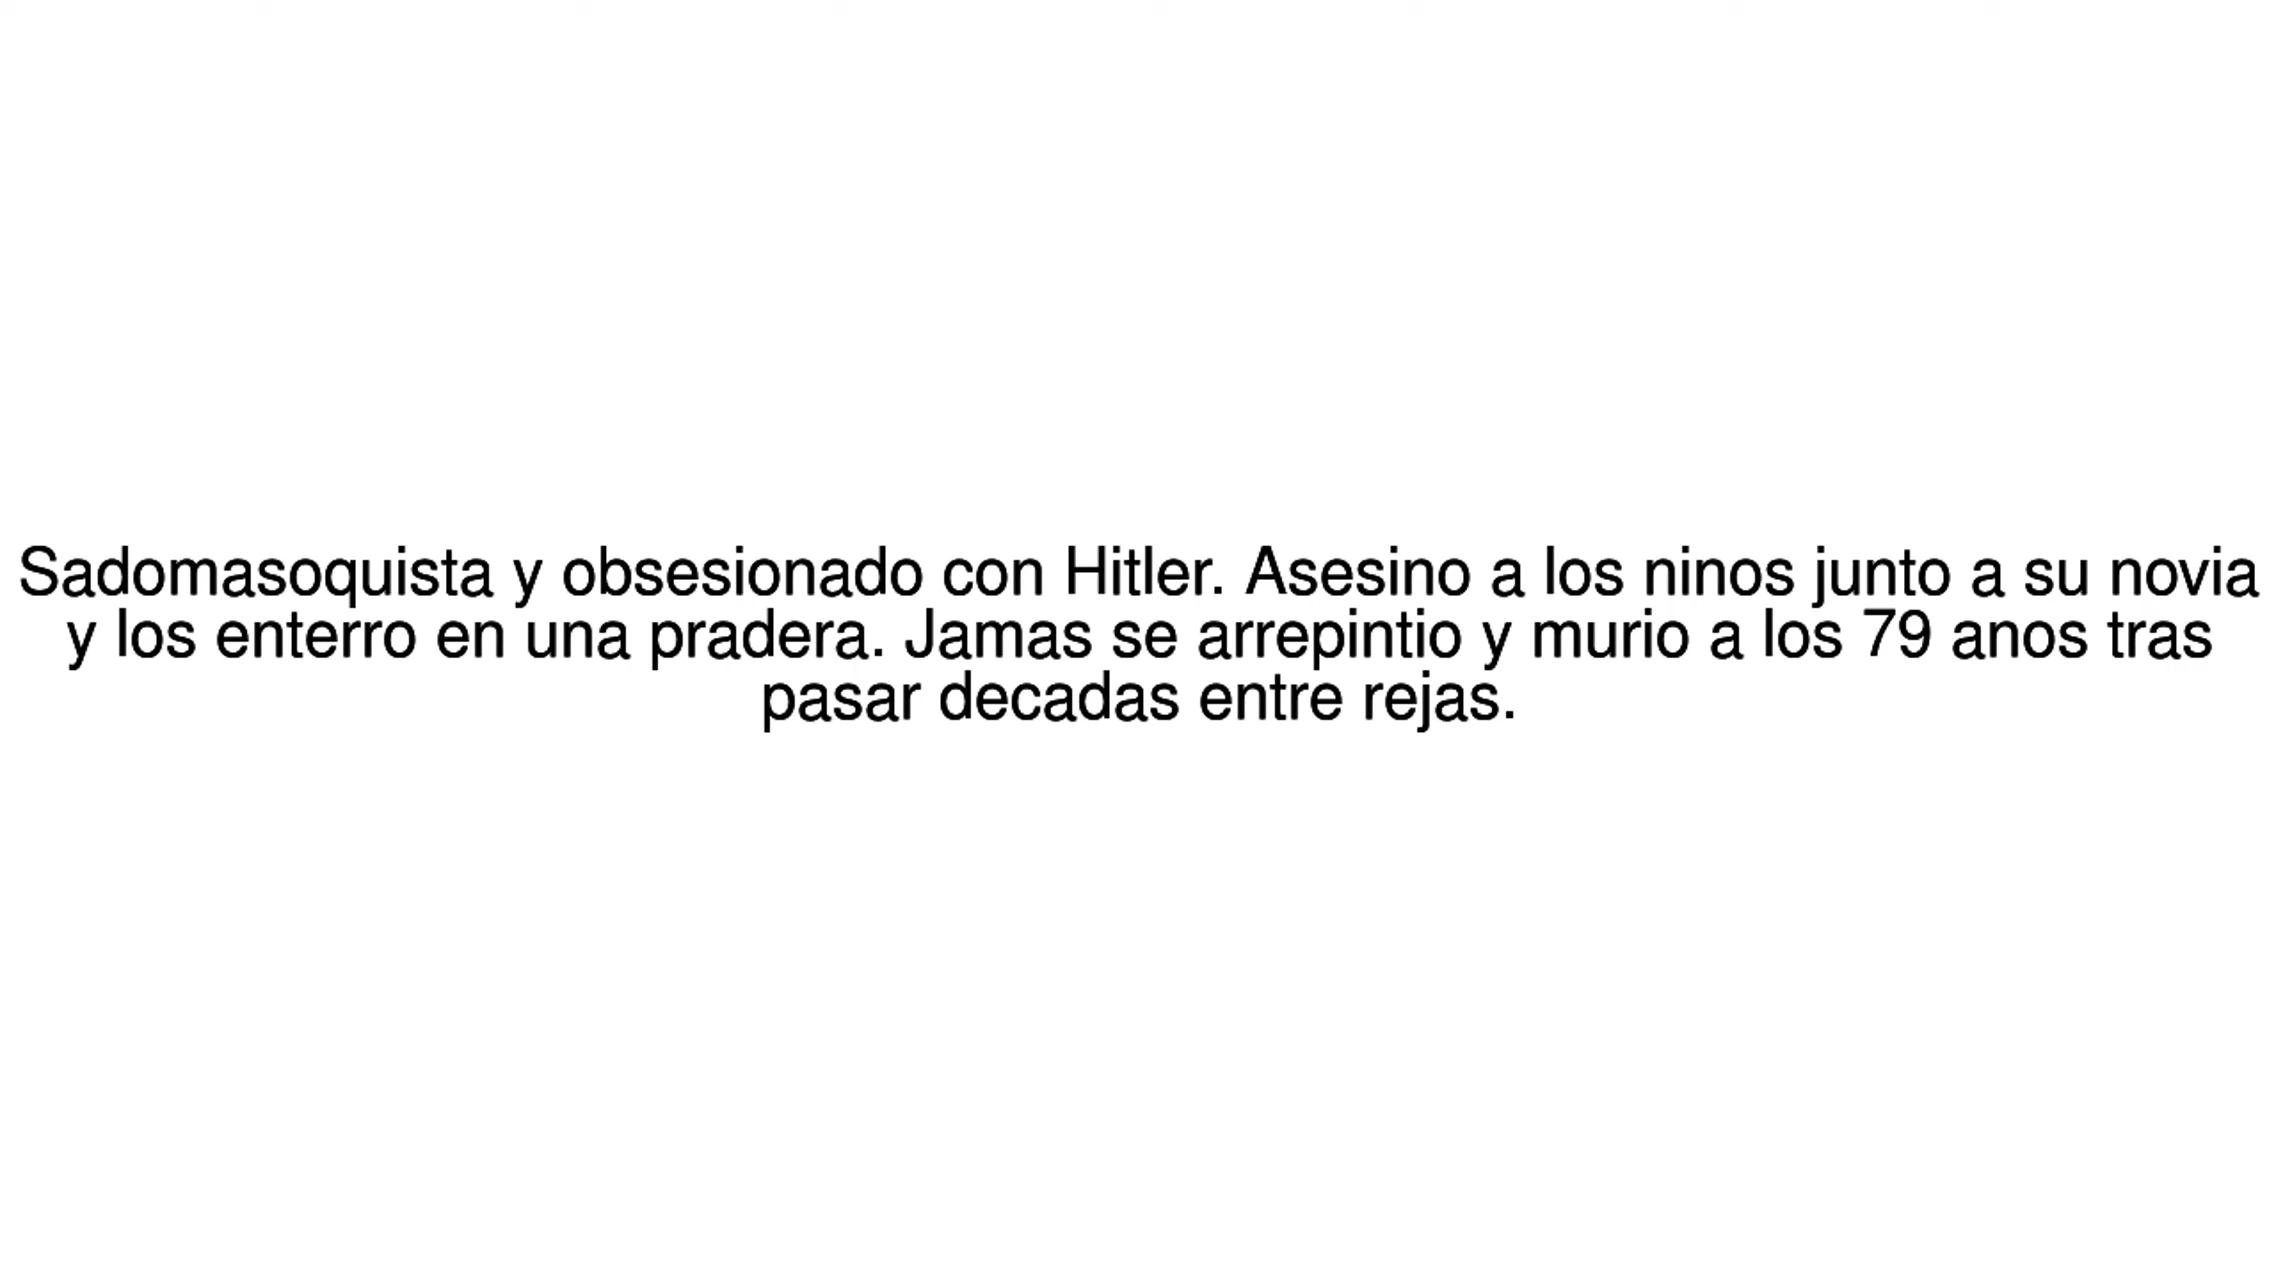 Sadomasoquista y obsesionado con Hitler. Asesino a los ninos junto a su novia
y los enterro en una pradera. Jamas se arrepintio y murio a los 79 anos tras
pasar decadas entre rejas.